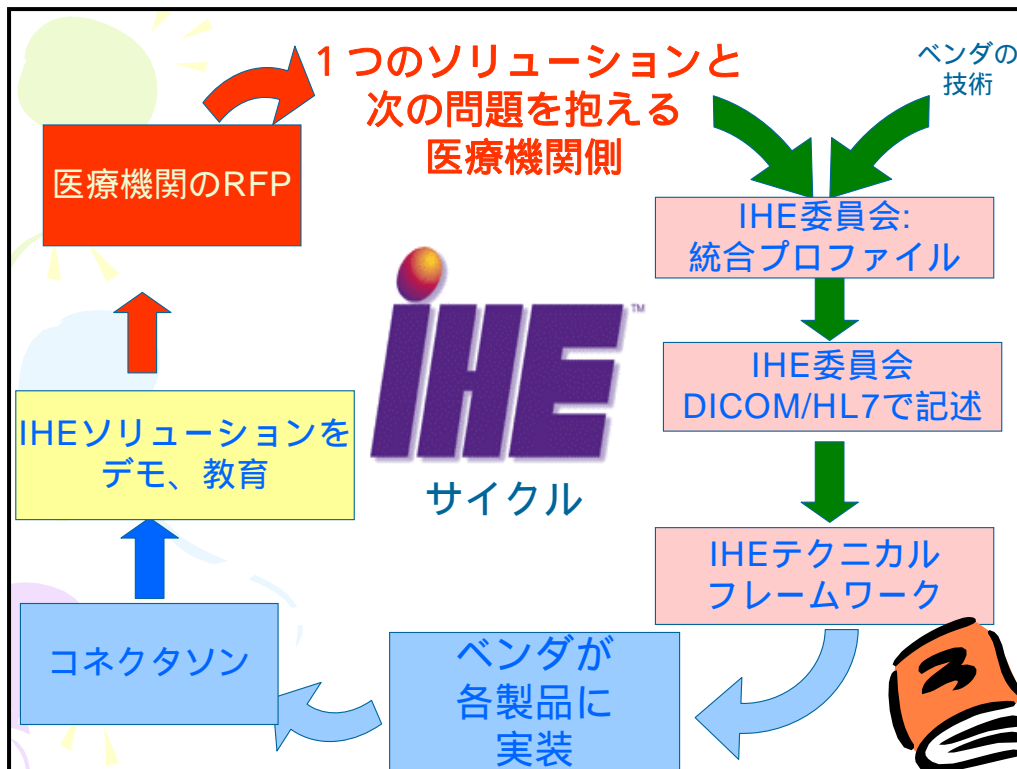 １つのソリューションと
次の問題を抱える
医療機関側
ベンダの
技術
IHE委員会:
統合プロファイル
IHE委員会
DICOM/HL7で記述
IHEテクニカル
フレームワーク
ベンダが
各製品に
実装
コネクタソン
IHEソリューションを
デモ、教育
医療機関のRFP
iHE™
サイクル